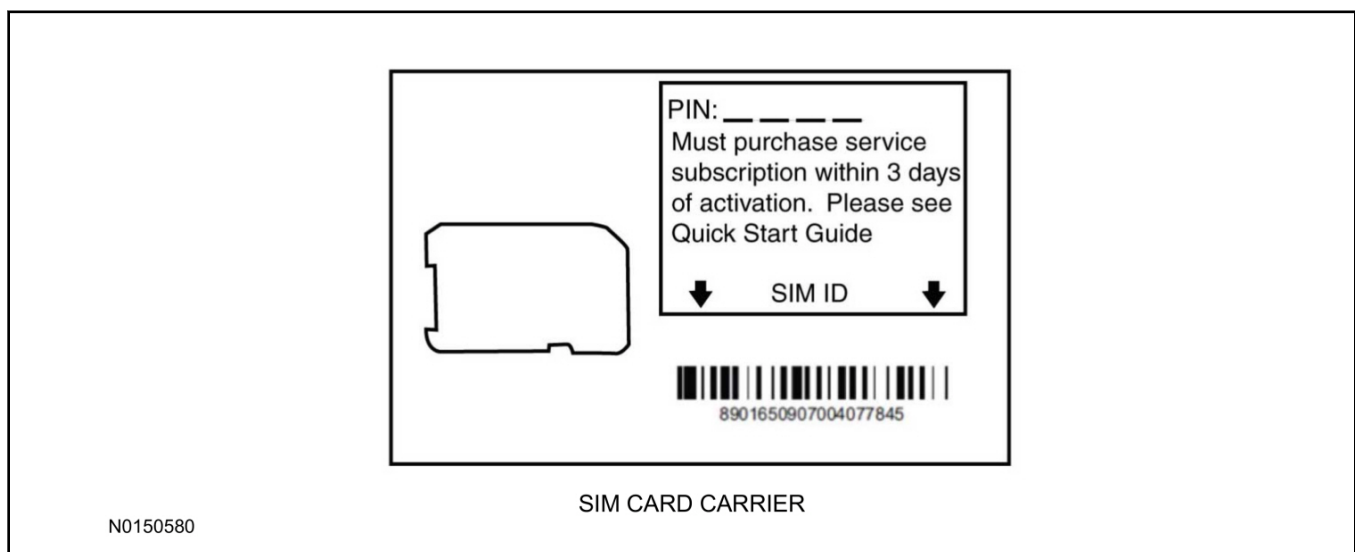 PIN: _ _ _ _
Must purchase service
subscription within 3 days
of activation. Please see
Quick Start Guide
SIM ID
8901650907004077845
SIM CARD CARRIER
N0150580